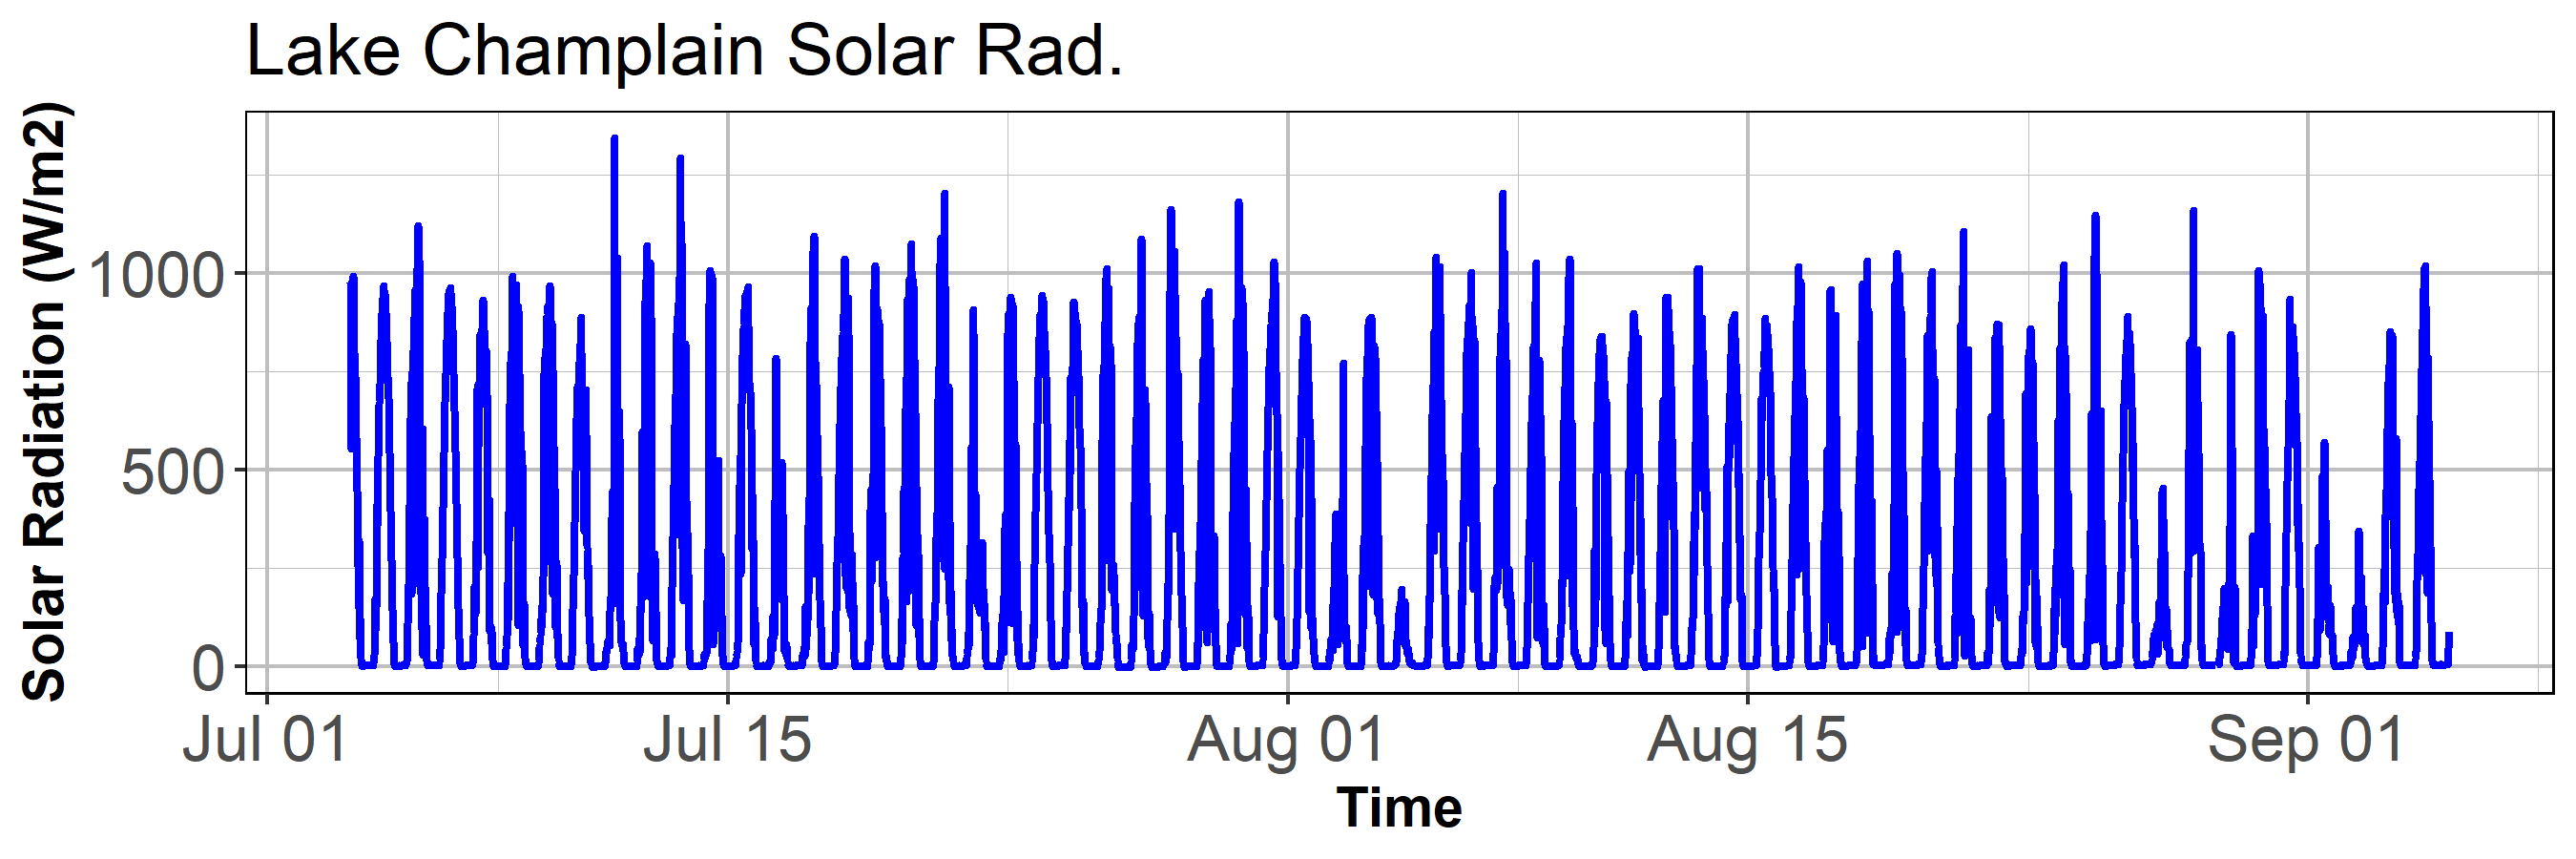 Lake Champlain Solar Rad.
Solar Radiation (W/m2)
1000
500
0
Jul 01
Jul 15
Aug 01
Aug 15
Sep 01
Time